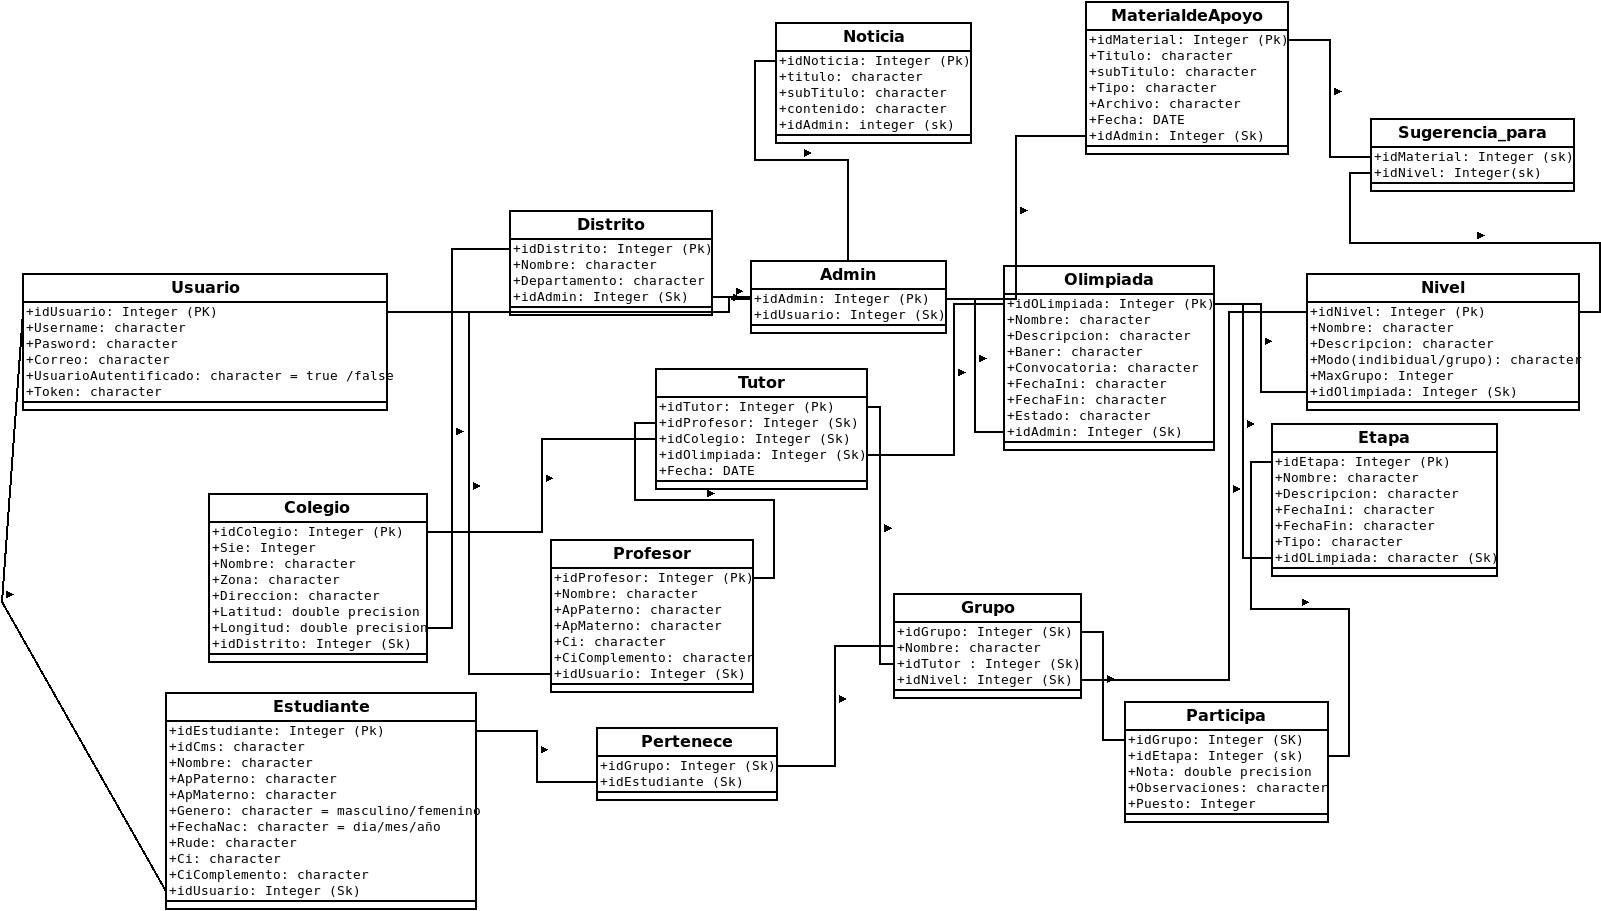 Noticia
+idNoticia: Integer (Pk)
+titulo: character
+subTitulo: character
+contenido: character
+idAdmin: integer (sk)
MaterialdeApoyo
+idMaterial: Integer (Pk)
+Titulo: character
+subTitulo: character
+Tipo: character
+Archivo: character
+Fecha: DATE
+idAdmin: Integer (Sk)
Sugerencia_para
+idMaterial: Integer (sk)
+idNivel: Integer(sk)
Distrito
+idDistrito: Integer (Pk)
+Nombre: character
+Departamento: character
+idAdmin: Integer (Sk)
Usuario
+idUsuario: Integer (PK)
+Username: character
+Pasword: character
+Correo: character
+UsuarioAutentificado: character = true /false
+Token: character
Admin
+idAdmin: Integer (Pk)
+idUsuario: Integer (Sk)
Olimpiada
+idOLimpiada: Integer (Pk)
+Nombre: character
+Descripcion: character
+Baner: character
+Convocatoria: character
+FechaIni: character
+FechaFin: character
+Estado: character
+idAdmin: Integer (Sk)
Nivel
+idNivel: Integer (Pk)
+Nombre: character
+Descripcion: character
+Modo(indibidual/grupo): character
+MaxGrupo: Integer
+idOlimpiada: Integer (Sk)
Tutor
+idTutor: Integer (Pk)
+idProfesor: Integer (Sk)
+idColegio: Integer (Sk)
+idOlimpiada: Integer (Sk)
+Fecha: DATE
Etapa
+idEtapa: Integer (Pk)
+Nombre: character
+Descripcion: character
+FechaIni: character
+FechaFin: character
+Tipo: character
+idOLimpiada: character (Sk)
Colegio
+idColegio: Integer (Pk)
+Sie: Integer
+Nombre: character
+Zona: character
+Direccion: character
+Latitud: double precision
+Longitud: double precision
+idDistrito: Integer (Sk)
Profesor
+idProfesor: Integer (Pk)
+Nombre: character
+ApPaterno: character
+ApMaterno: character
+Ci: character
+CiComplemento: character
+idUsuario: Integer (Sk)
Grupo
+idGrupo: Integer (Sk)
+Nombre: character
+idTutor : Integer (Sk)
+idNivel: Integer (Sk)
Estudiante
+idEstudiante: Integer (Pk)
+idCms: character
+Nombre: character
+ApPaterno: character
+ApMaterno: character
+Genero: character = masculino/femenino
+FechaNac: character = dia/mes/año
+Rude: character
+Ci: character
+CiComplemento: character
+idUsuario: Integer (Sk)
Pertenece
+idGrupo: Integer (Sk)
+idEstudiante (Sk)
Participa
+idGrupo: Integer (SK)
+idEtapa: Integer (sk)
+Nota: double precision
+Observaciones: character
+Puesto: Integer